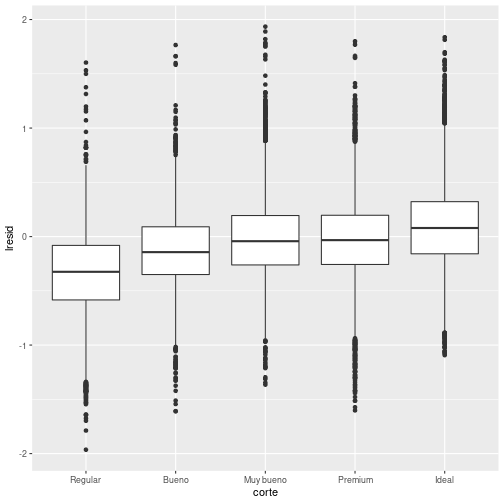 2
1
0
-1
-2
lresid
Regular
Bueno
Muy bueno
Premium
Ideal
corte